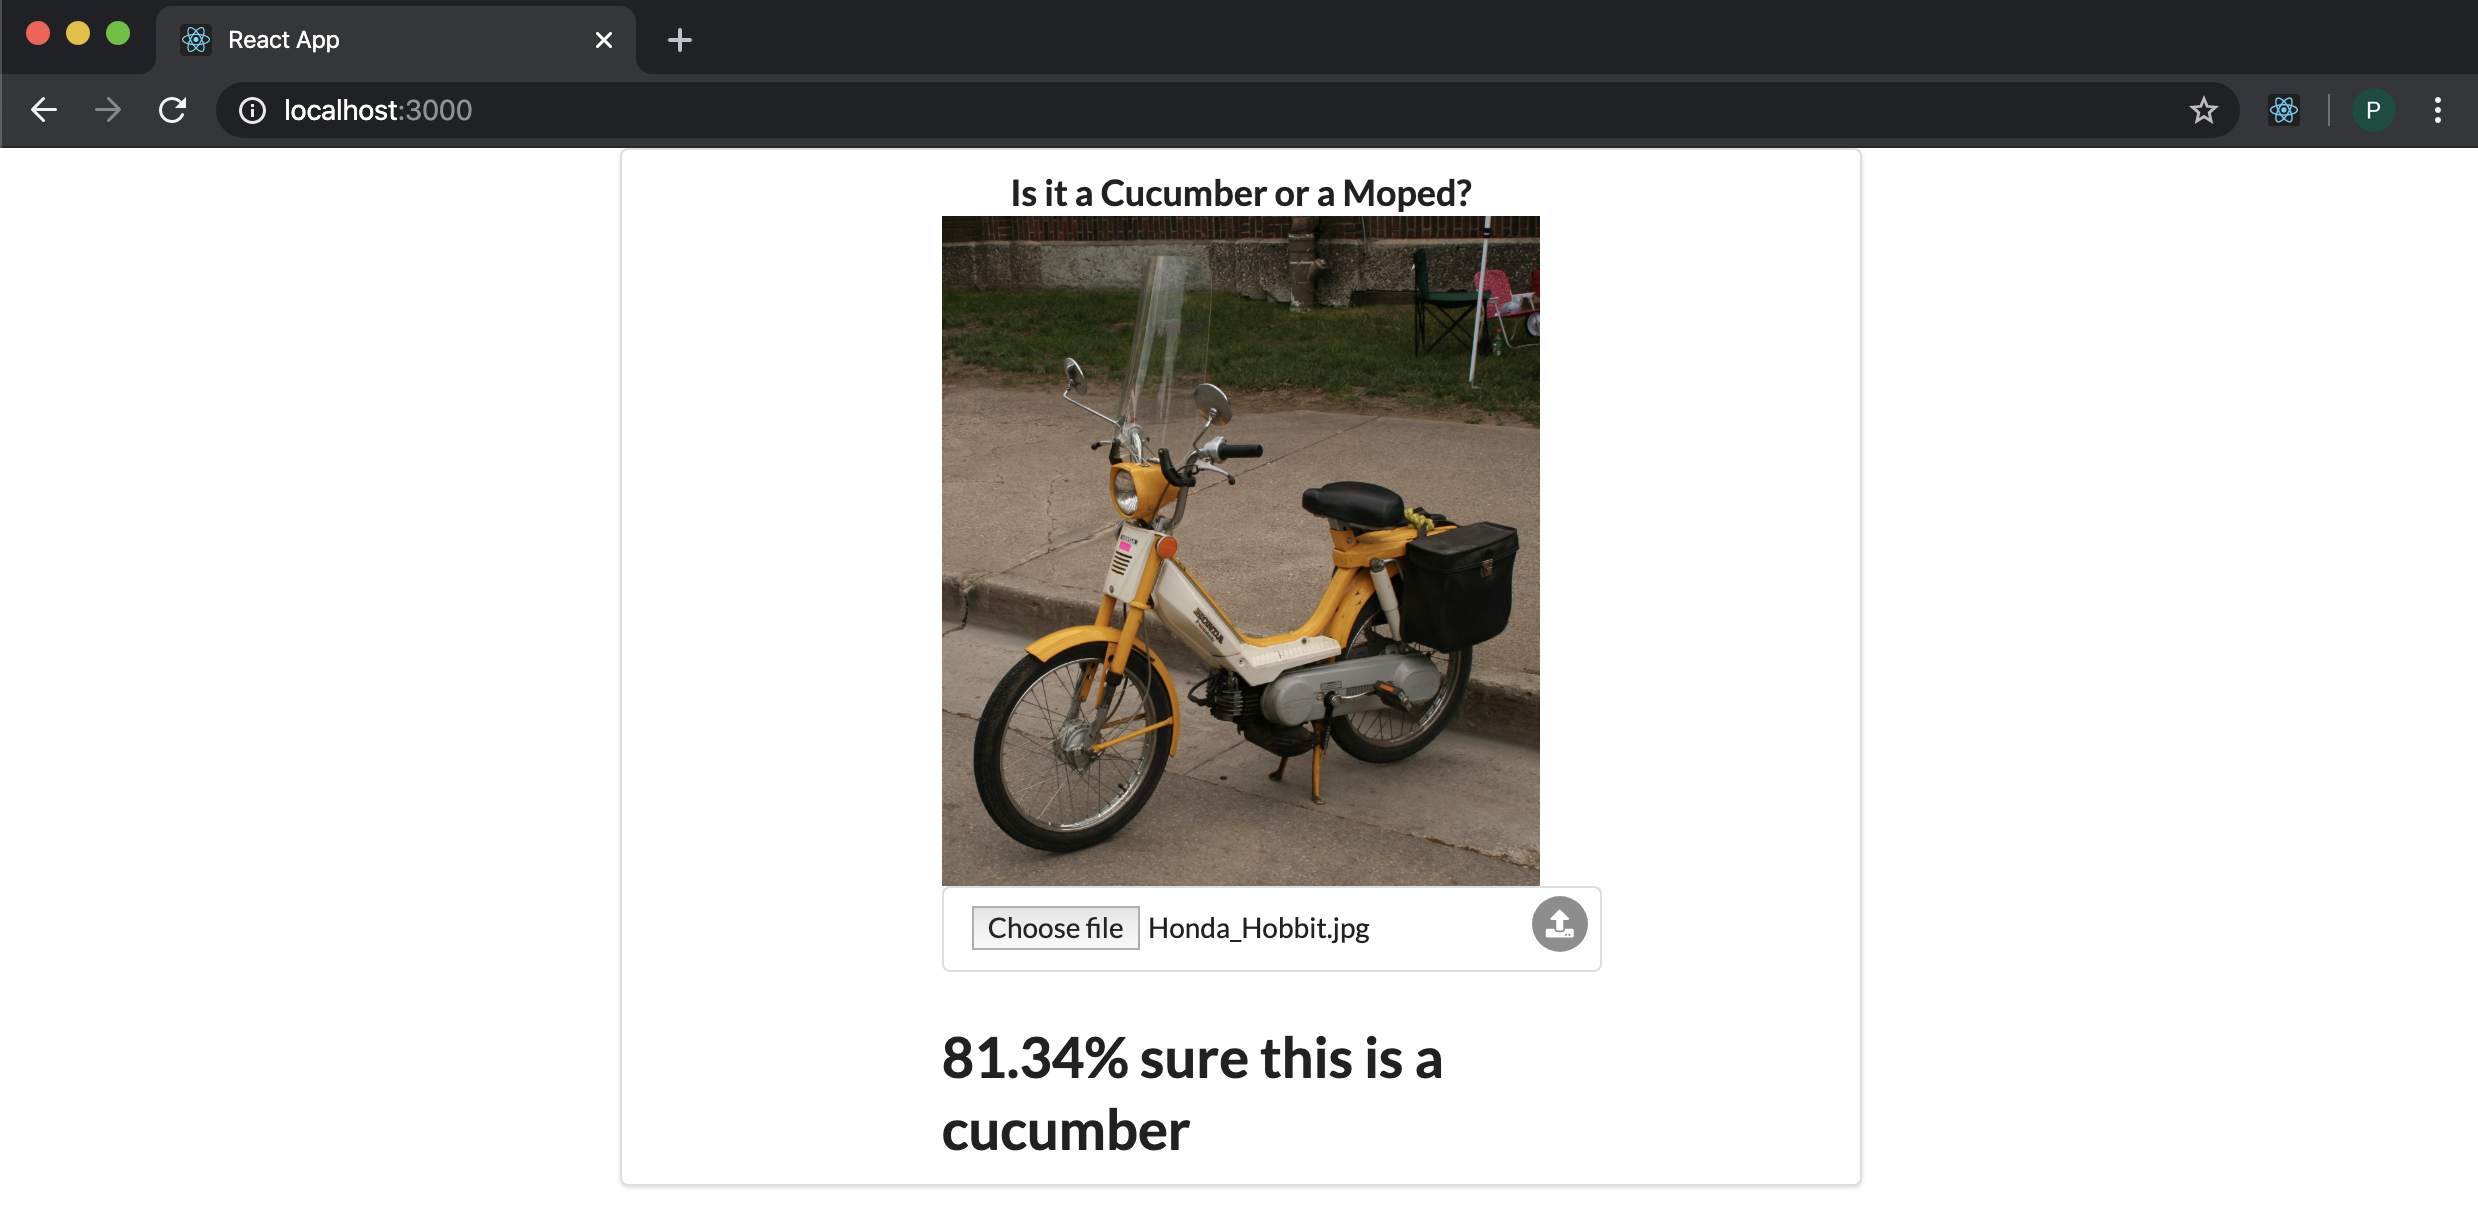 React App
localhost:3000
P
Is it a Cucumber or a Moped?
HONDA
Choose file Honda_Hobbit.jpg
81.34% sure this is a
cucumber